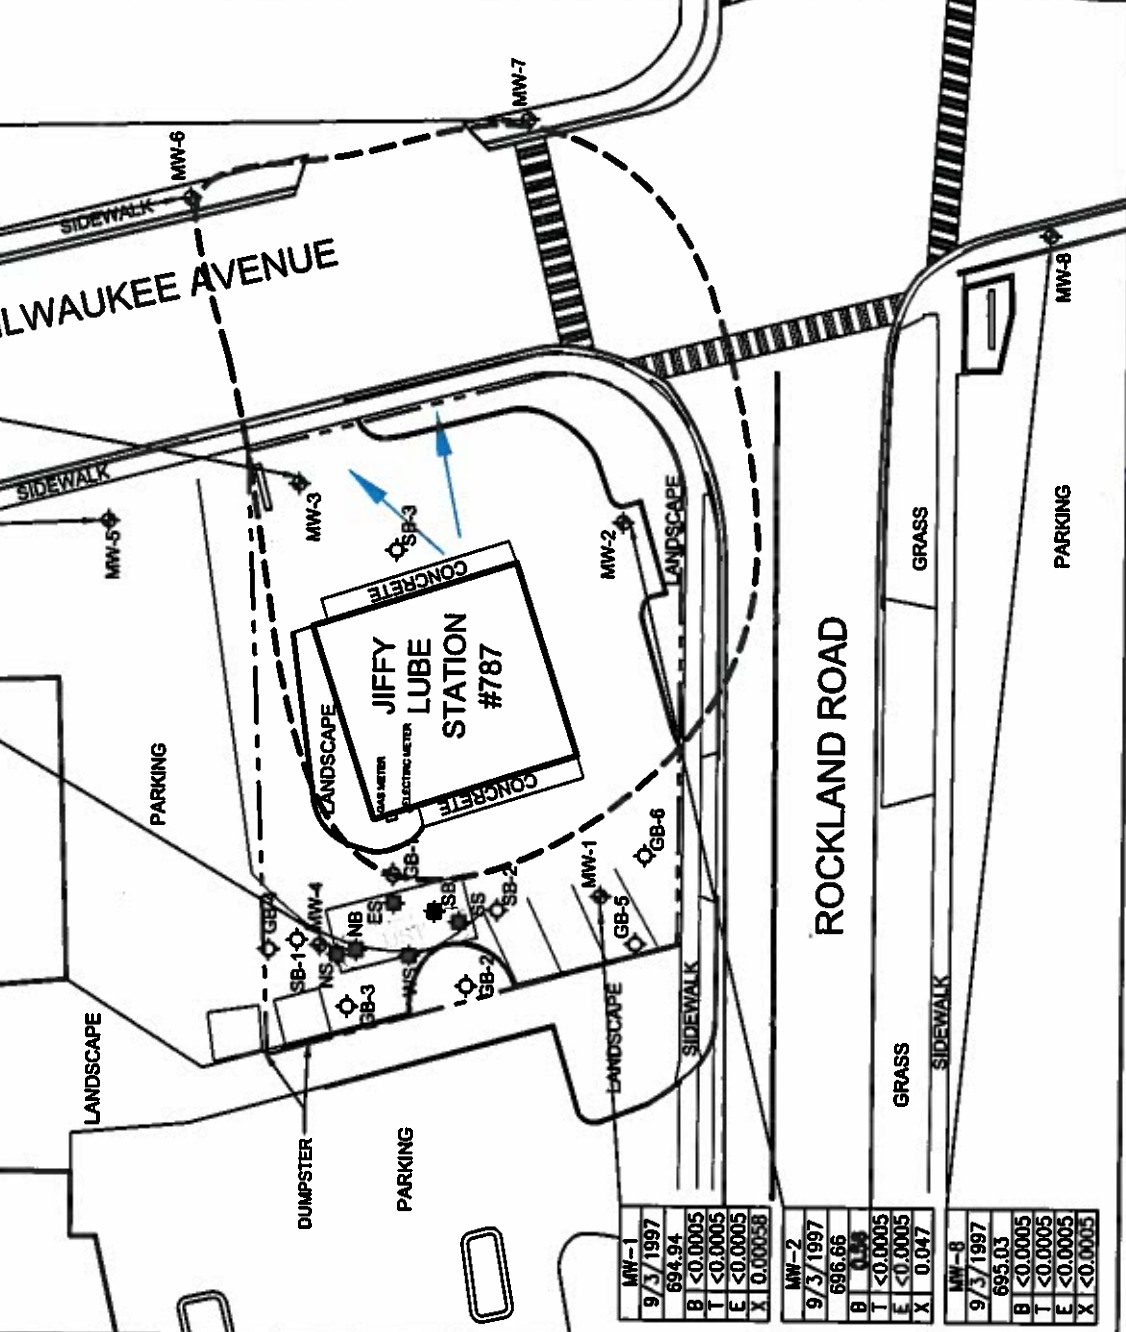 MW-7
MW-6
SIDEWALK
ILWAUKEE AVENUE
MW-8
SIDEWALK
MW-5
MW-3
SB-3
MW-2
LANDSCAPE
GRASS
PARKING
CONCRETE
JIFFY
LUBE
STATION
#787
LANDSCAPE
GAS METER
ELECTRIC METER
CONCRETE
PARKING
ROCKLAND ROAD
GB-6
MW-1
GB-5
SB-2
SS
SB
ES
NB
MW-4
SB-1
NS
WS
UST
GB-3
GB-2
LANDSCAPE
LANDSCAPE
SIDEWALK
SIDEWALK
GRASS
DUMPSTER
PARKING
MW-1
9/3/1997
694.94
B <0.0005
T <0.0005
E <0.0005
X 0.00058
MW-2
9/3/1997
696.66
B
T <0.0005
E <0.0005
X 0.047
MW-8
9/3/1997
695.03
B <0.0005
T <0.0005
E <0.0005
X <0.0005